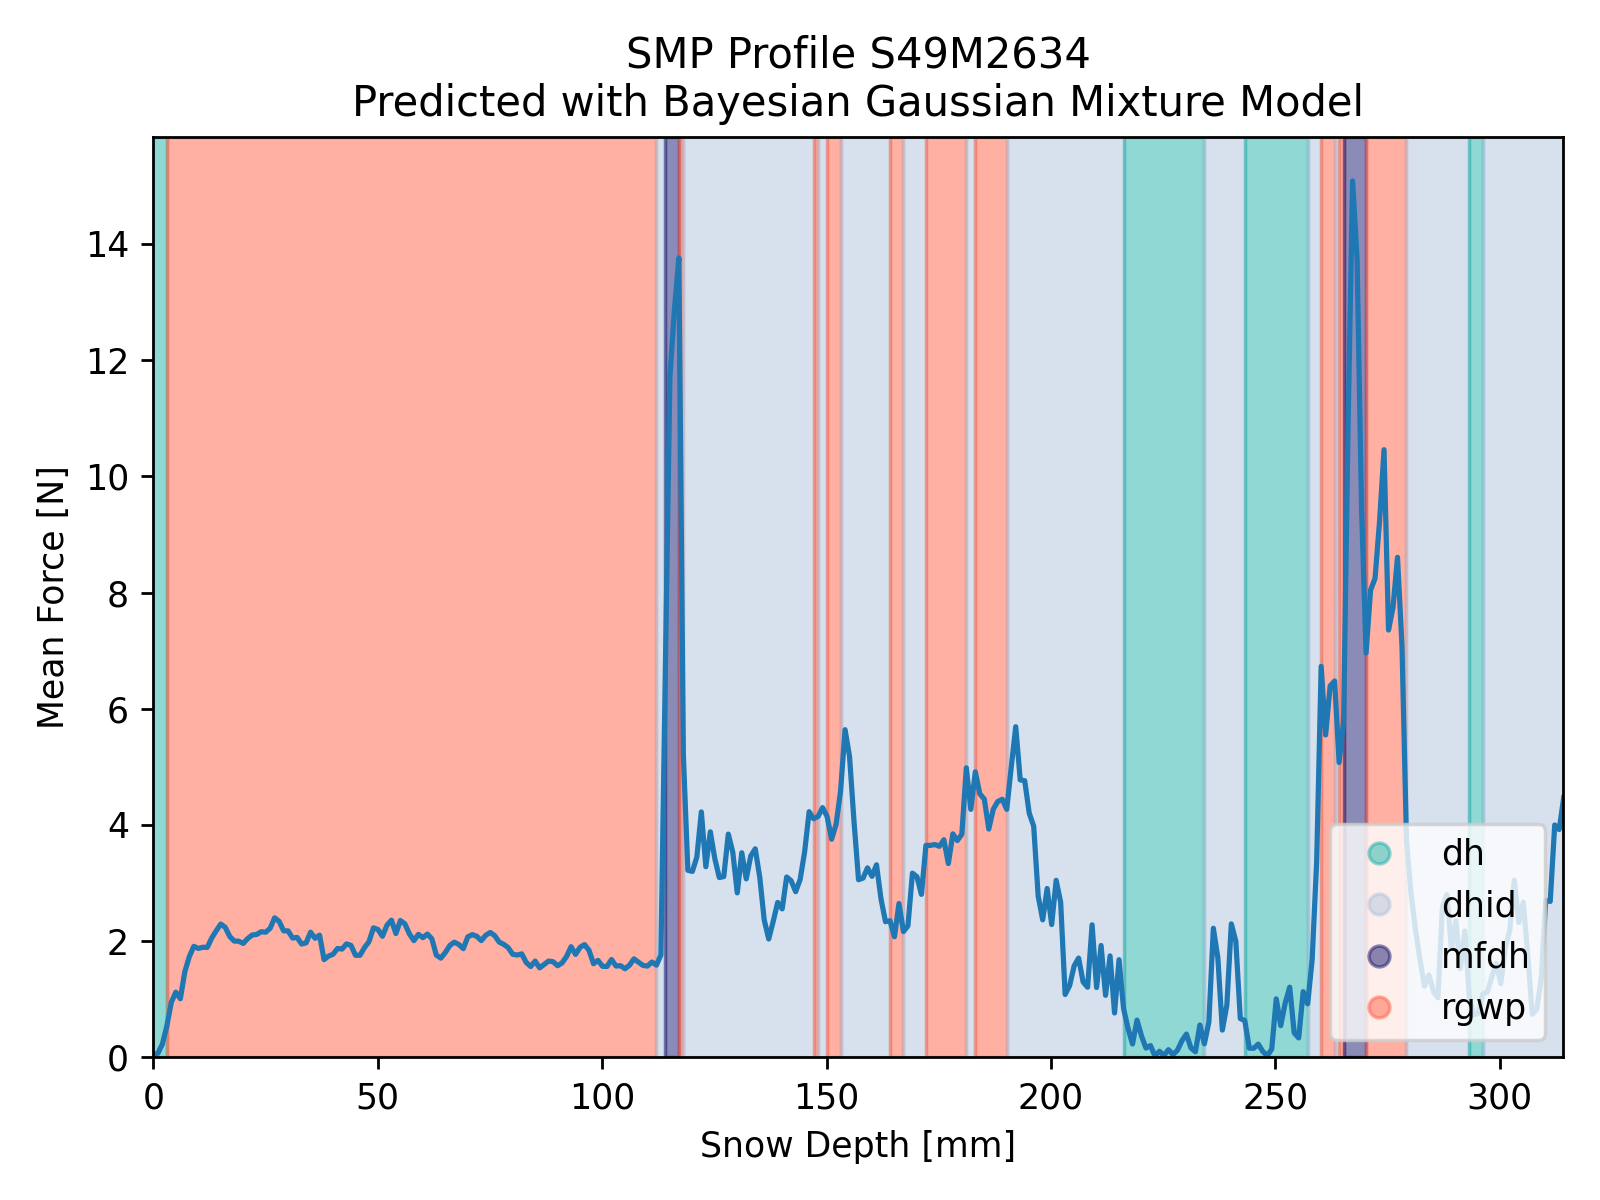 SMP Profile S49M2634
Predicted with Bayesian Gaussian Mixture Model
14
12
10
8
6
4
2
0
Mean Force [N]
dh
dhid
mfdh
rgwp
0 50 100 150 200 250 300
Snow Depth [mm]